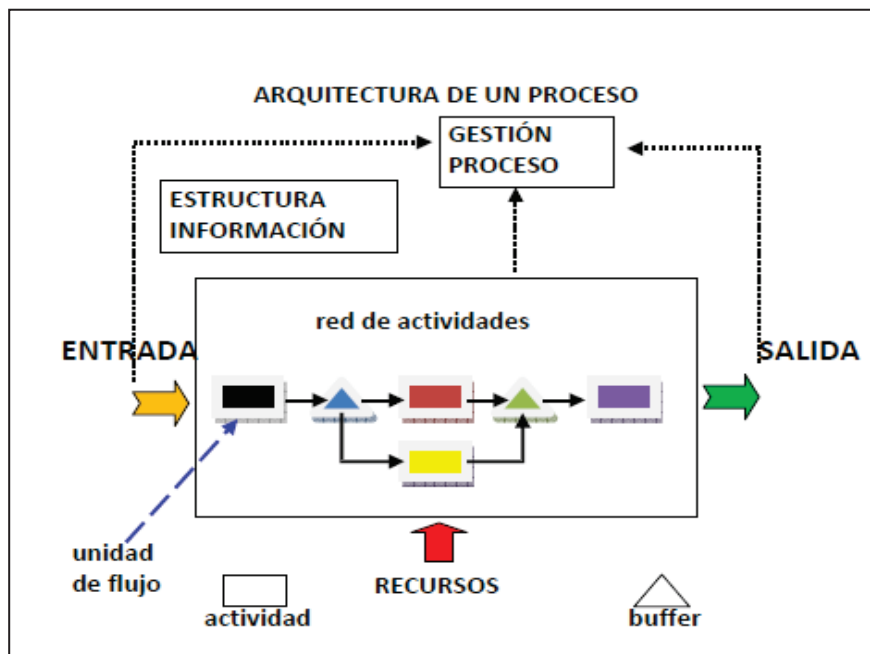 ARQUITECTURA DE UN PROCESO
GESTIÓN
PROCESO
ESTRUCTURA
INFORMACIÓN
red de actividades
ENTRADA
SALIDA
unidad
de flujo
RECURSOS
actividad
buffer